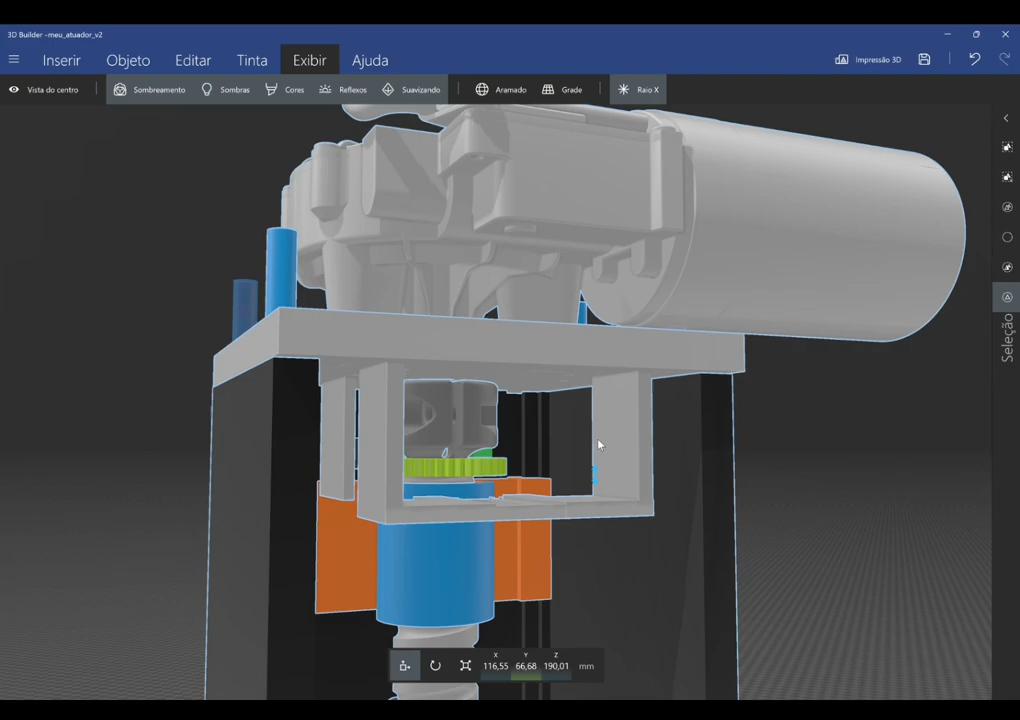 3D Builder -meu_atuador_v2
Inserir Objeto Editar Tinta Exibir Ajuda Impressão 3D
Vista do centro Sombreamento Sombras Cores Reflexos Suavizando Aramado Grade Raio X
Seleção
X Y Z
116,55 66,68 190,01 mm